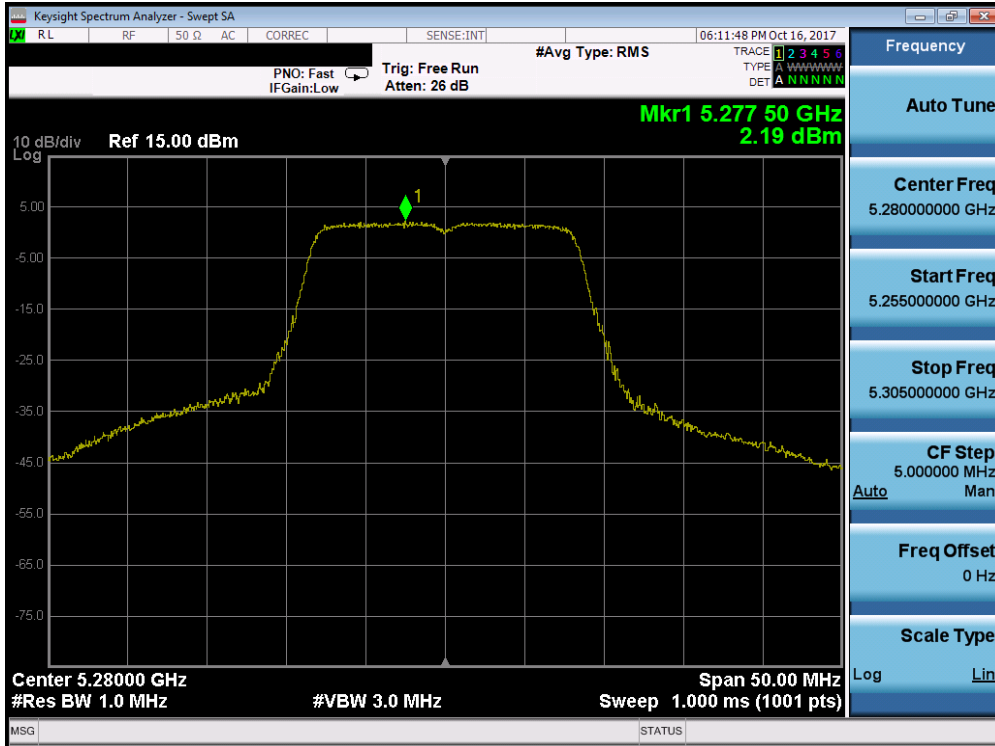 Keysight Spectrum Analyzer - Swept SA
LXI RL RF 50 Ω AC CORREC SENSE:INT 06:11:48 PM Oct 16, 2017
PNO: Fast
IFGain:Low
Trig: Free Run
Atten: 26 dB
#Avg Type: RMS
TRACE 1 2 3 4 5 6
TYPE A WWWWW
DET A N N N N N
Mkr1 5.277 50 GHz
2.19 dBm
10 dB/div Ref 15.00 dBm
Log
1
5.00
-5.00
-15.0
-25.0
-35.0
-45.0
-55.0
-65.0
-75.0
Center 5.28000 GHz Span 50.00 MHz
#Res BW 1.0 MHz #VBW 3.0 MHz Sweep 1.000 ms (1001 pts)
MSG STATUS
Frequency
Auto Tune
Center Freq
5.280000000 GHz
Start Freq
5.255000000 GHz
Stop Freq
5.305000000 GHz
CF Step
5.000000 MHz
Auto Man
Freq Offset
0 Hz
Scale Type
Log Lin